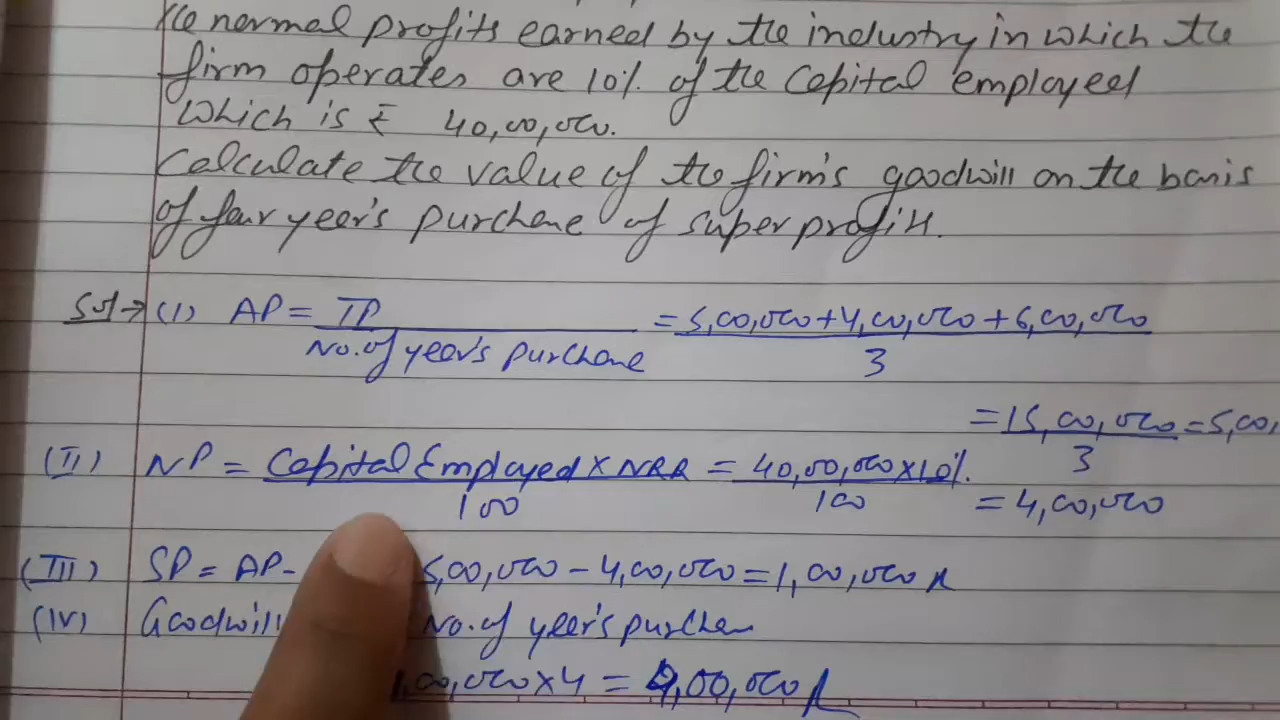 the normal profits earned by the industry in which the
firm operates are 10% of the Capital employed
which is ₹ 40,00,000.
Calculate the value of the firm's goodwill on the basis
of four year's purchase of super profit.
Sol→ (I) AP = TP / No. of year's purchase = 5,00,000+4,00,000+6,00,000 / 3
= 15,00,000 / 3 = 5,00,
(II) NP = Capital Employed × NRR / 100 = 40,00,000×10% / 100 = 4,00,000
(III) SP = AP- 5,00,000 - 4,00,000 = 1,00,000
(IV) Goodwill No. of year's purchase
1,00,000×4 = 4,00,000